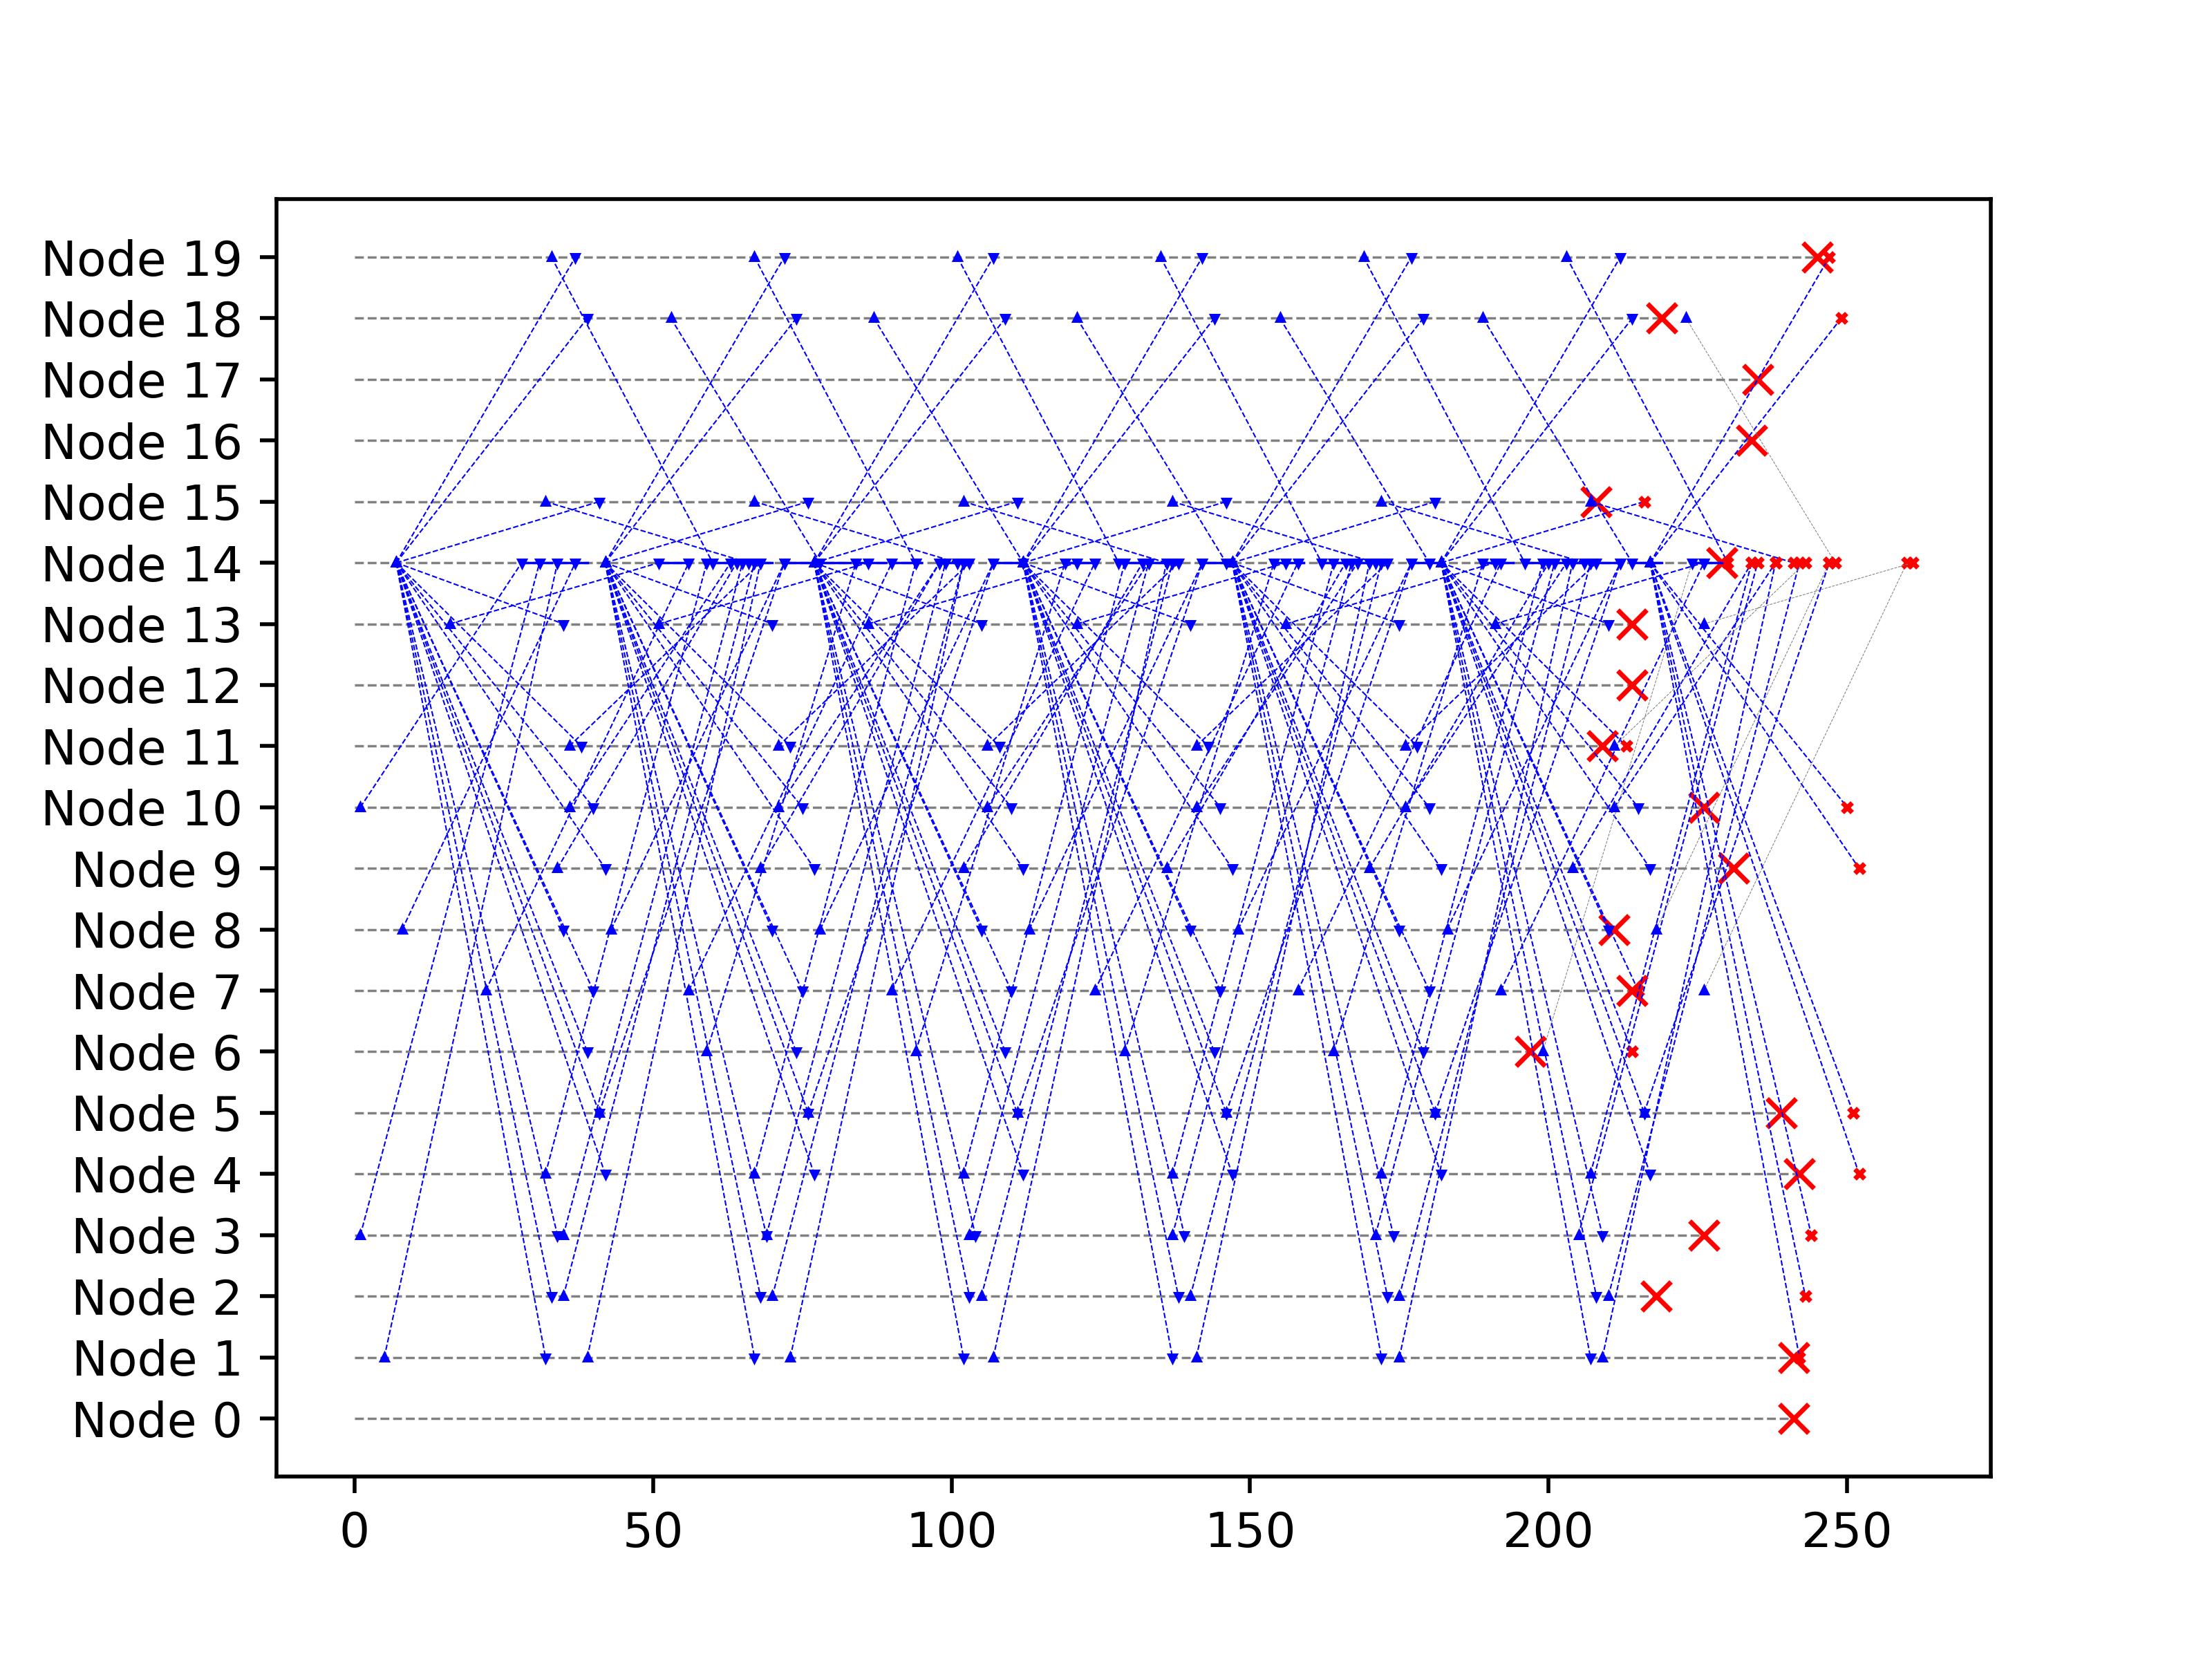 Node 19
Node 18
Node 17
Node 16
Node 15
Node 14
Node 13
Node 12
Node 11
Node 10
Node 9
Node 8
Node 7
Node 6
Node 5
Node 4
Node 3
Node 2
Node 1
Node 0
0 50 100 150 200 250